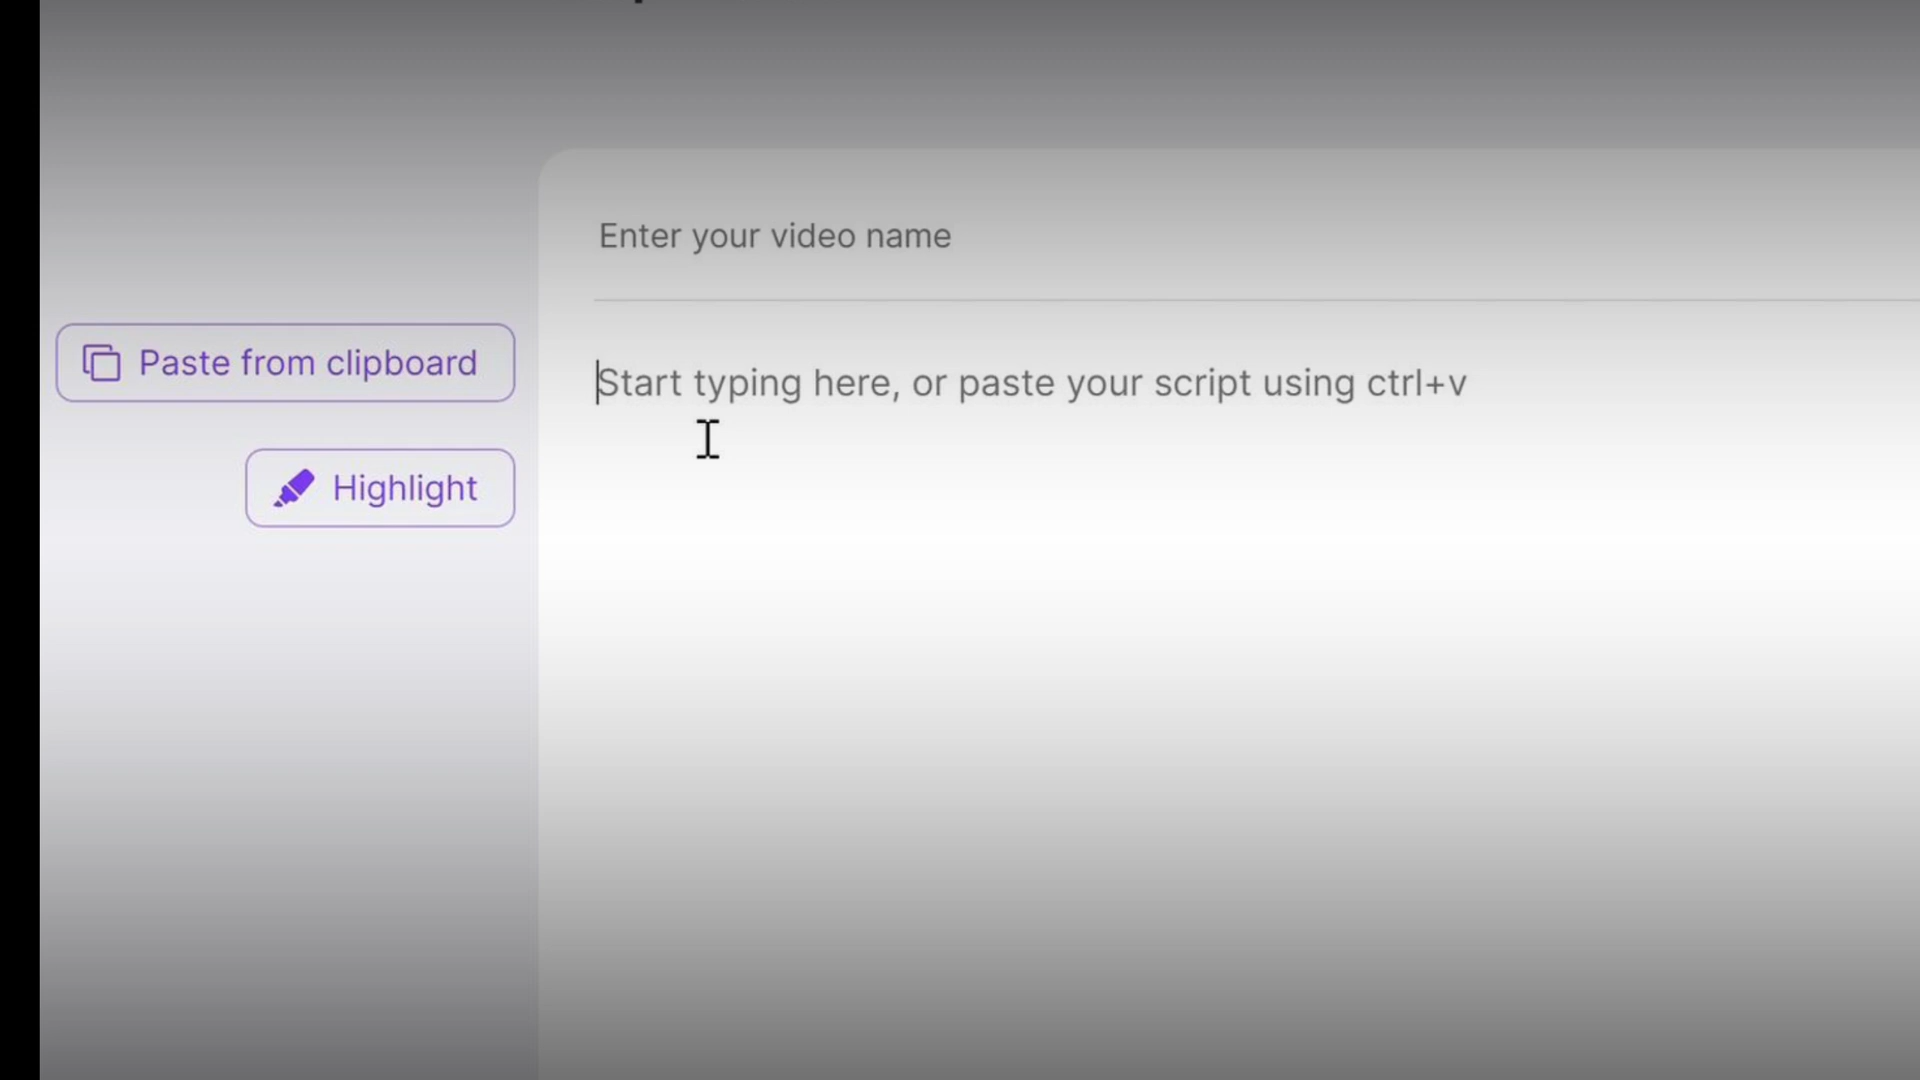 Enter your video name
Paste from clipboard
Start typing here, or paste your script using ctrl+v
Highlight